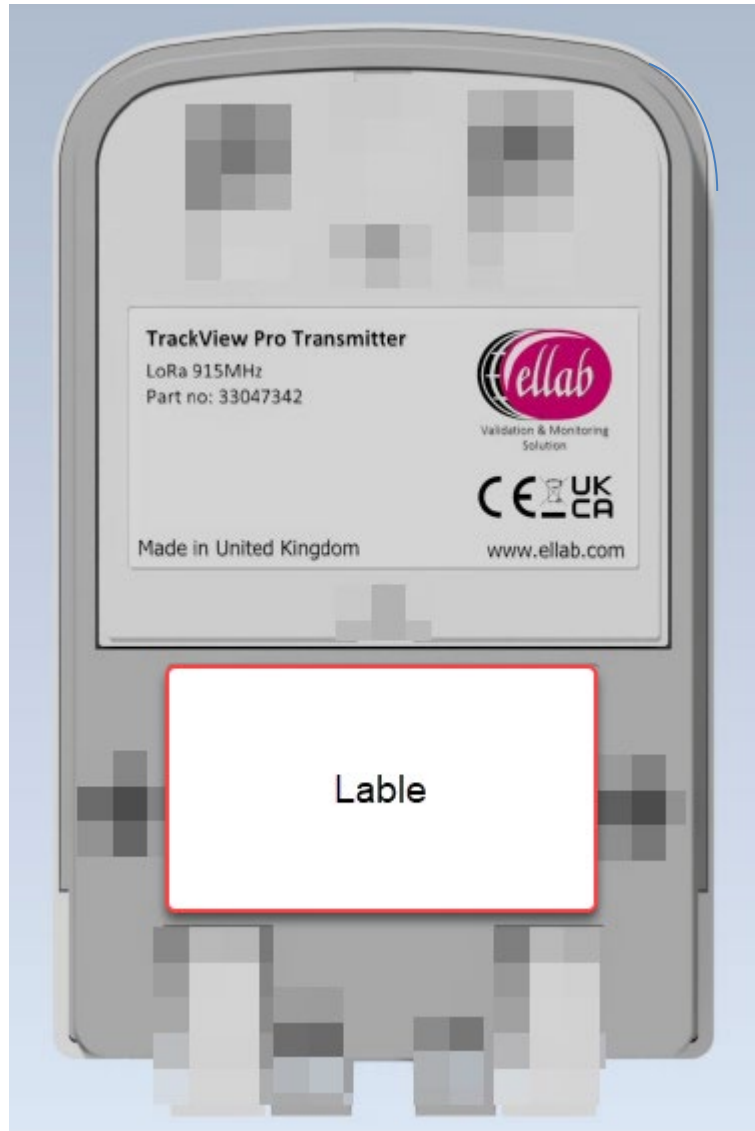 TrackView Pro Transmitter
LoRa 915MHz
Part no: 33047342
ellab
Validation & Monitoring
Solution
CE UK
CA
Made in United Kingdom
www.ellab.com
Lable